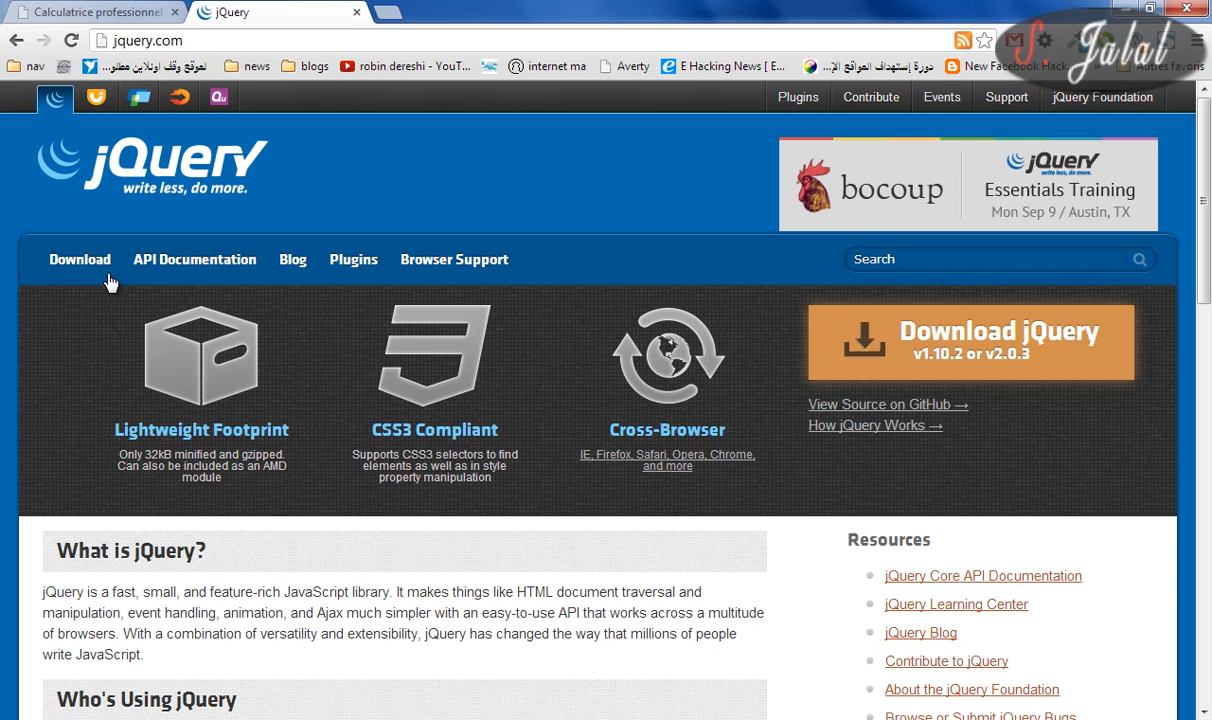 Calculatrice professionnel
jQuery
jquery.com
S. Jalal
nav
لموقع وقف اونلاين مطلو...
news
blogs
robin dereshi - YouT...
internet ma
Averty
E Hacking News [ E...
دورة إستهداف المواقع الإ...
New Facebook Hack
Autres favoris
Qu
Plugins
Contribute
Events
Support
jQuery Foundation
jQuery
write less, do more.
bocoup
jQuery
write less, do more.
Essentials Training
Mon Sep 9 / Austin, TX
Download
API Documentation
Blog
Plugins
Browser Support
Search
Lightweight Footprint
Only 32kB minified and gzipped.
Can also be included as an AMD
module
CSS3 Compliant
Supports CSS3 selectors to find
elements as well as in style
property manipulation
Cross-Browser
IE, Firefox, Safari, Opera, Chrome,
and more
Download jQuery
v1.10.2 or v2.0.3
View Source on GitHub →
How jQuery Works →
What is jQuery?
jQuery is a fast, small, and feature-rich JavaScript library. It makes things like HTML document traversal and
manipulation, event handling, animation, and Ajax much simpler with an easy-to-use API that works across a multitude
of browsers. With a combination of versatility and extensibility, jQuery has changed the way that millions of people
write JavaScript.
Who's Using jQuery
Resources
jQuery Core API Documentation
jQuery Learning Center
jQuery Blog
Contribute to jQuery
About the jQuery Foundation
Browse or Submit jQuery Bugs